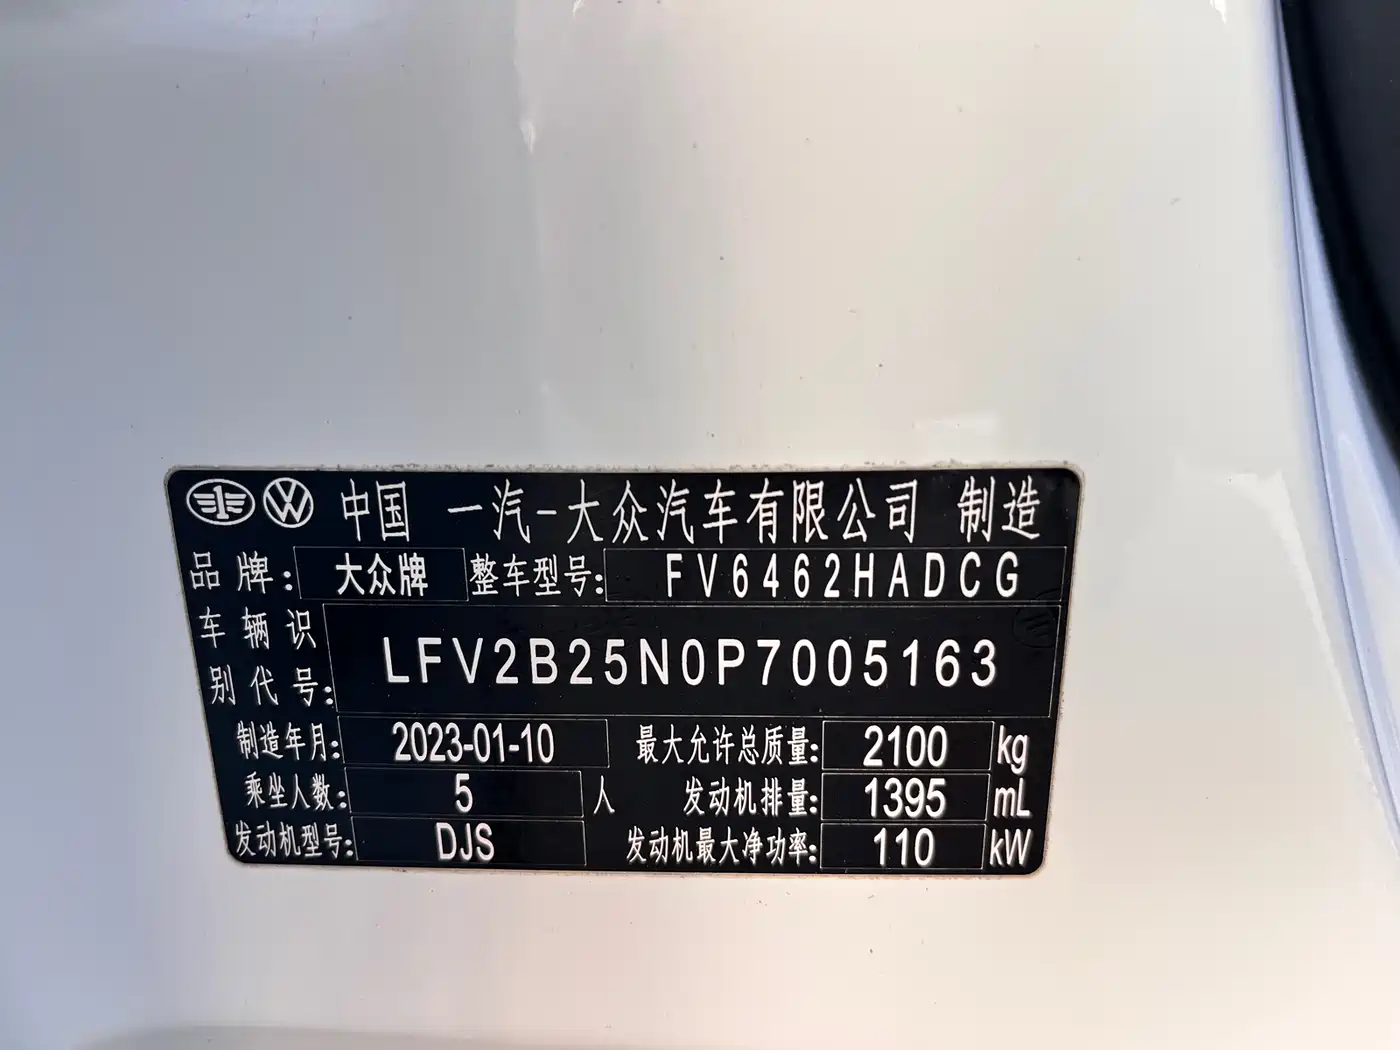 中国 一汽-大众汽车有限公司 制造
品牌: 大众牌 整车型号: FV6462HADCG
车辆识别代号: LFV2B25N0P7005163
制造年月: 2023-01-10 最大允许总质量: 2100 kg
乘坐人数: 5 人 发动机排量: 1395 mL
发动机型号: DJS 发动机最大净功率: 110 kW